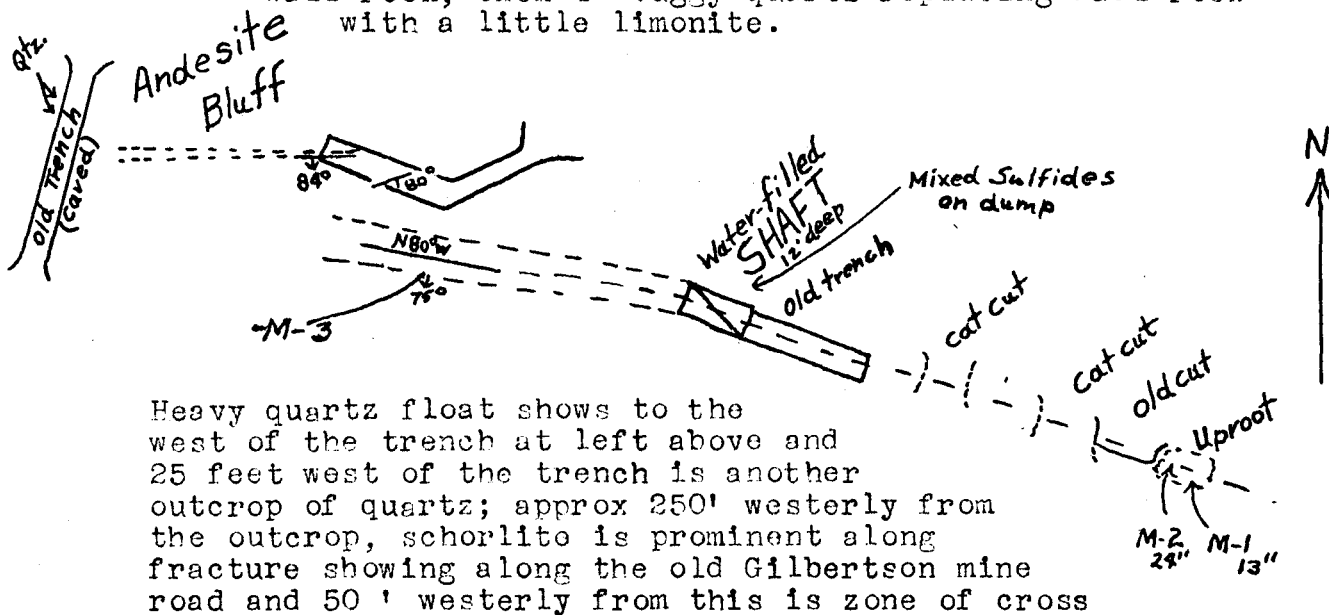 with a little limonite.
Qtz.
Andesite
Bluff
old Trench
(caved)
84°
80°
N80°W
75°
M-3
Water-filled
SHAFT
12' deep
Mixed Sulfides
on dump
old trench
cat cut
cat cut
old cut
Uproot
N
M-2
24"
M-1
13"
Heavy quartz float shows to the
west of the trench at left above and
25 feet west of the trench is another
outcrop of quartz; approx 250' westerly from
the outcrop, schorlite is prominent along
fracture showing along the old Gilbertson mine
road and 50 ' westerly from this is zone of cross